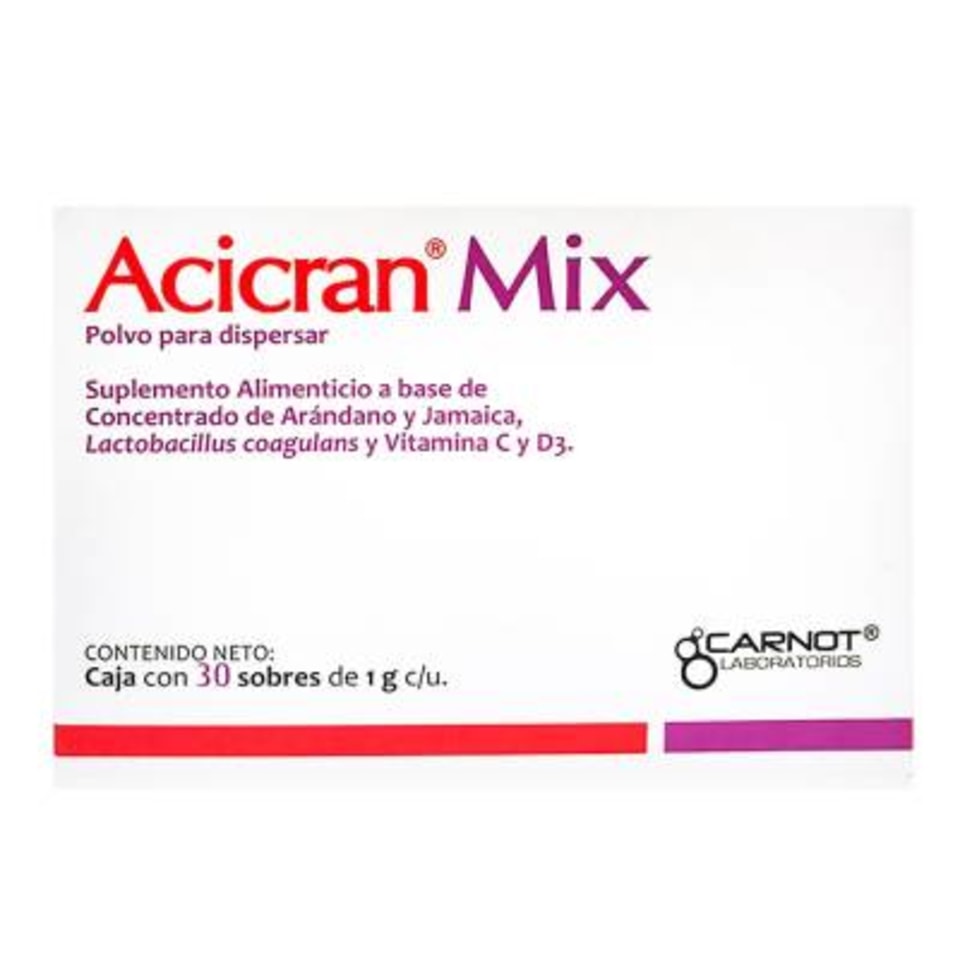 Acicran® Mix
Polvo para dispersar
Suplemento Alimenticio a base de
Concentrado de Arándano y Jamaica,
Lactobacillus coagulans y Vitamina C y D3.
CONTENIDO NETO:
Caja con 30 sobres de 1 g c/u.
CARNOT®
LABORATORIOS